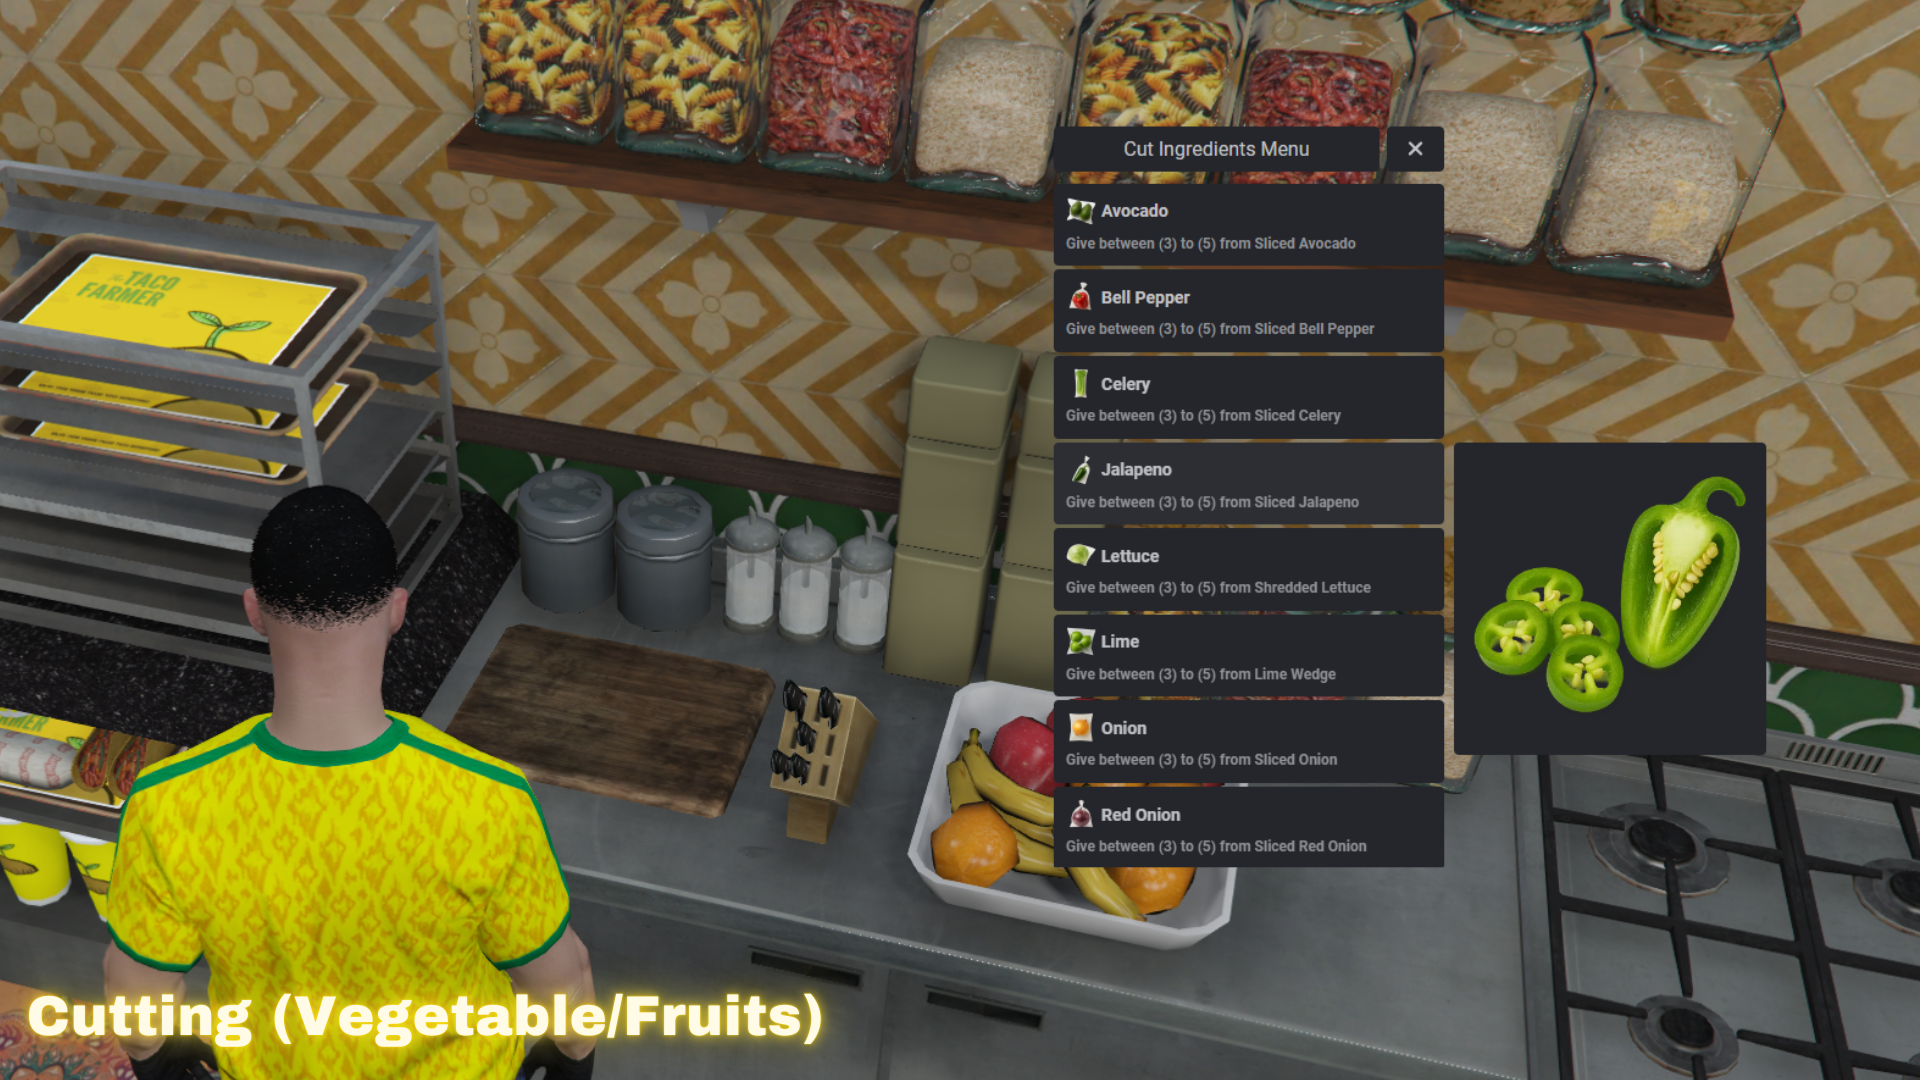 Cut Ingredients Menu
Avocado
Give between (3) to (5) from Sliced Avocado
Bell Pepper
Give between (3) to (5) from Sliced Bell Pepper
Celery
Give between (3) to (5) from Sliced Celery
Jalapeno
Give between (3) to (5) from Sliced Jalapeno
Lettuce
Give between (3) to (5) from Shredded Lettuce
Lime
Give between (3) to (5) from Lime Wedge
Onion
Give between (3) to (5) from Sliced Onion
Red Onion
Give between (3) to (5) from Sliced Red Onion
The TACO
FARMER
Cutting (Vegetable/Fruits)